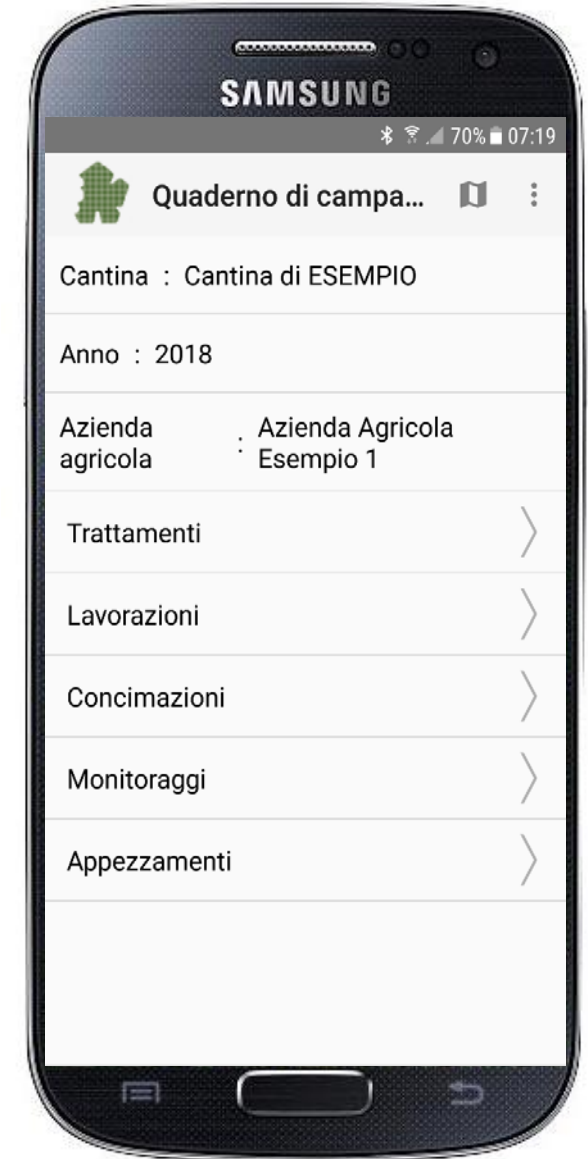 SAMSUNG
70% 07:19
Quaderno di campa...
Cantina : Cantina di ESEMPIO
Anno : 2018
Azienda agricola : Azienda Agricola Esempio 1
Trattamenti
Lavorazioni
Concimazioni
Monitoraggi
Appezzamenti